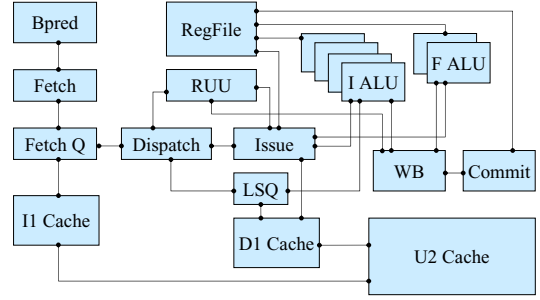 Bpred
RegFile
I ALU
F ALU
Fetch
RUU
Fetch Q
Dispatch
Issue
WB
Commit
LSQ
I1 Cache
D1 Cache
U2 Cache